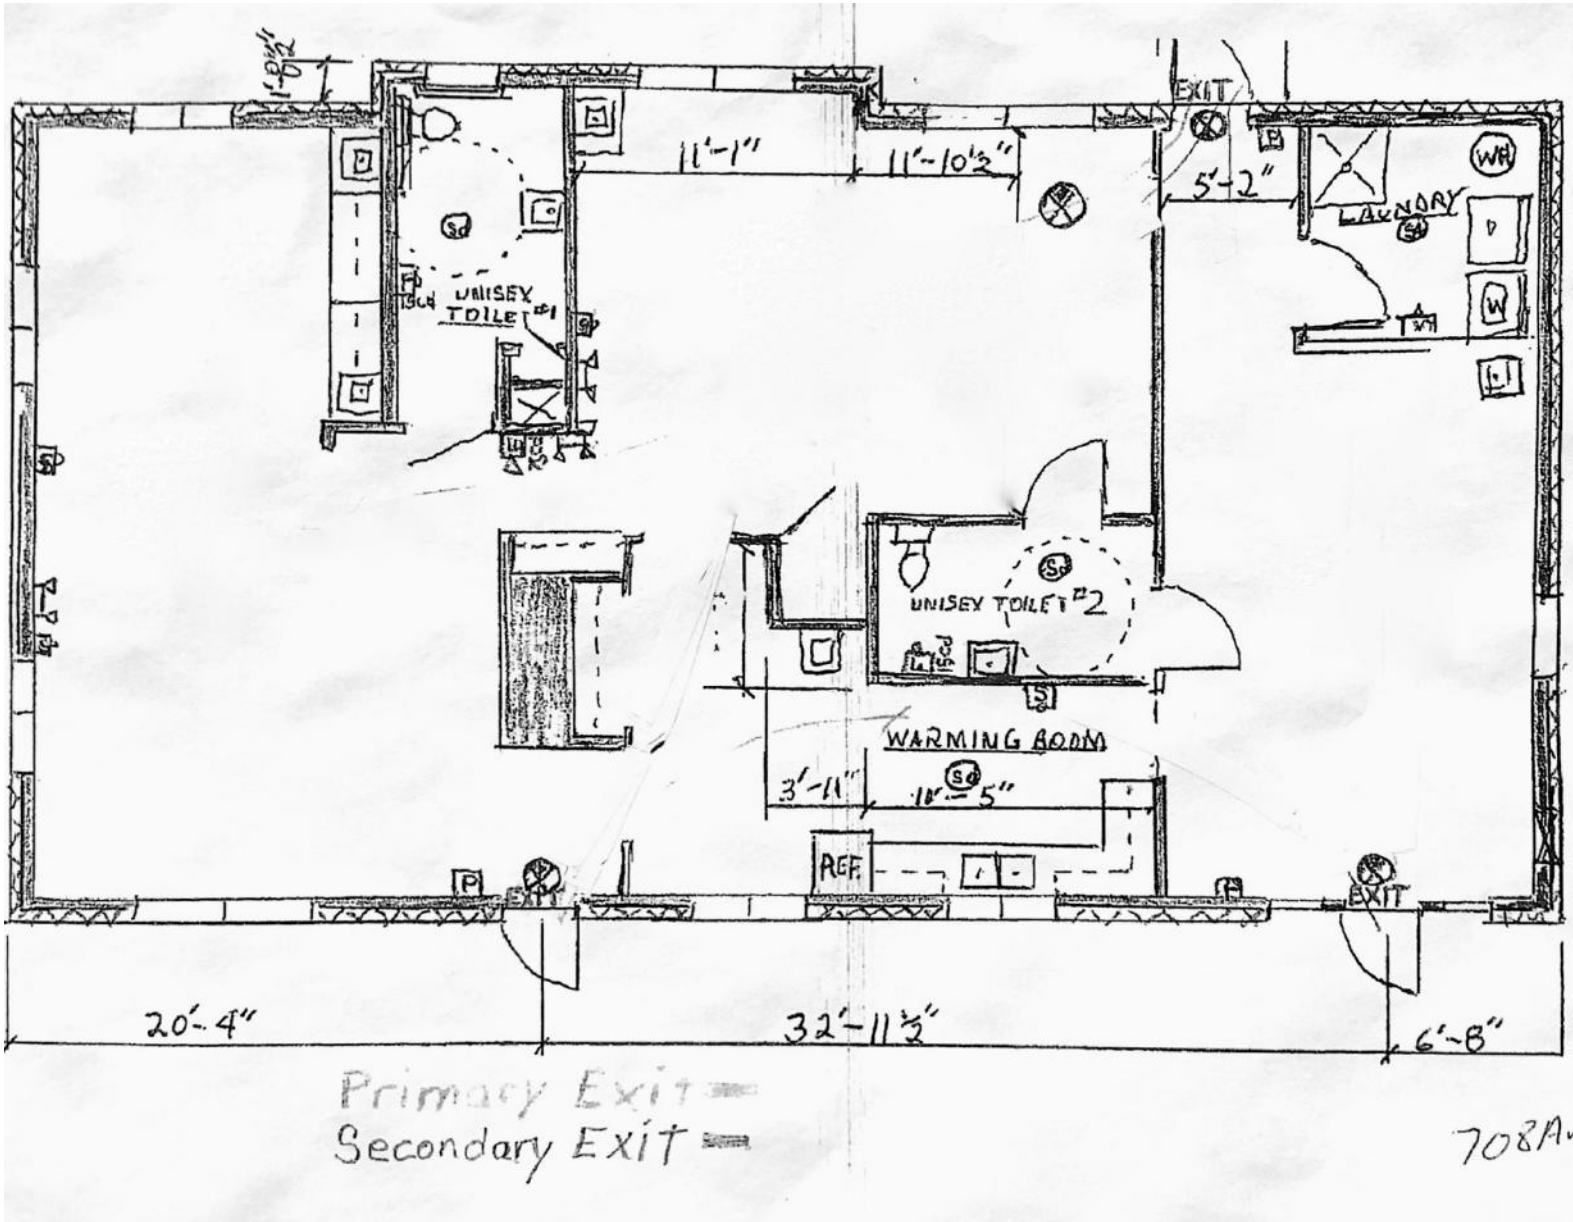 1'-0½"
EXIT
11'-1"
11'-10½"
5'-2"
WH
LAUNDRY
Sd
Sd
UNISEX
TOILET #1
W
Sd
UNISEX TOILET #2
S
WARMING ROOM
Sd
3'-11"
11'-5"
REF.
P
EXIT
EXIT
20'-4"
32'-11½"
6'-8"
Primary Exit
Secondary EXIT